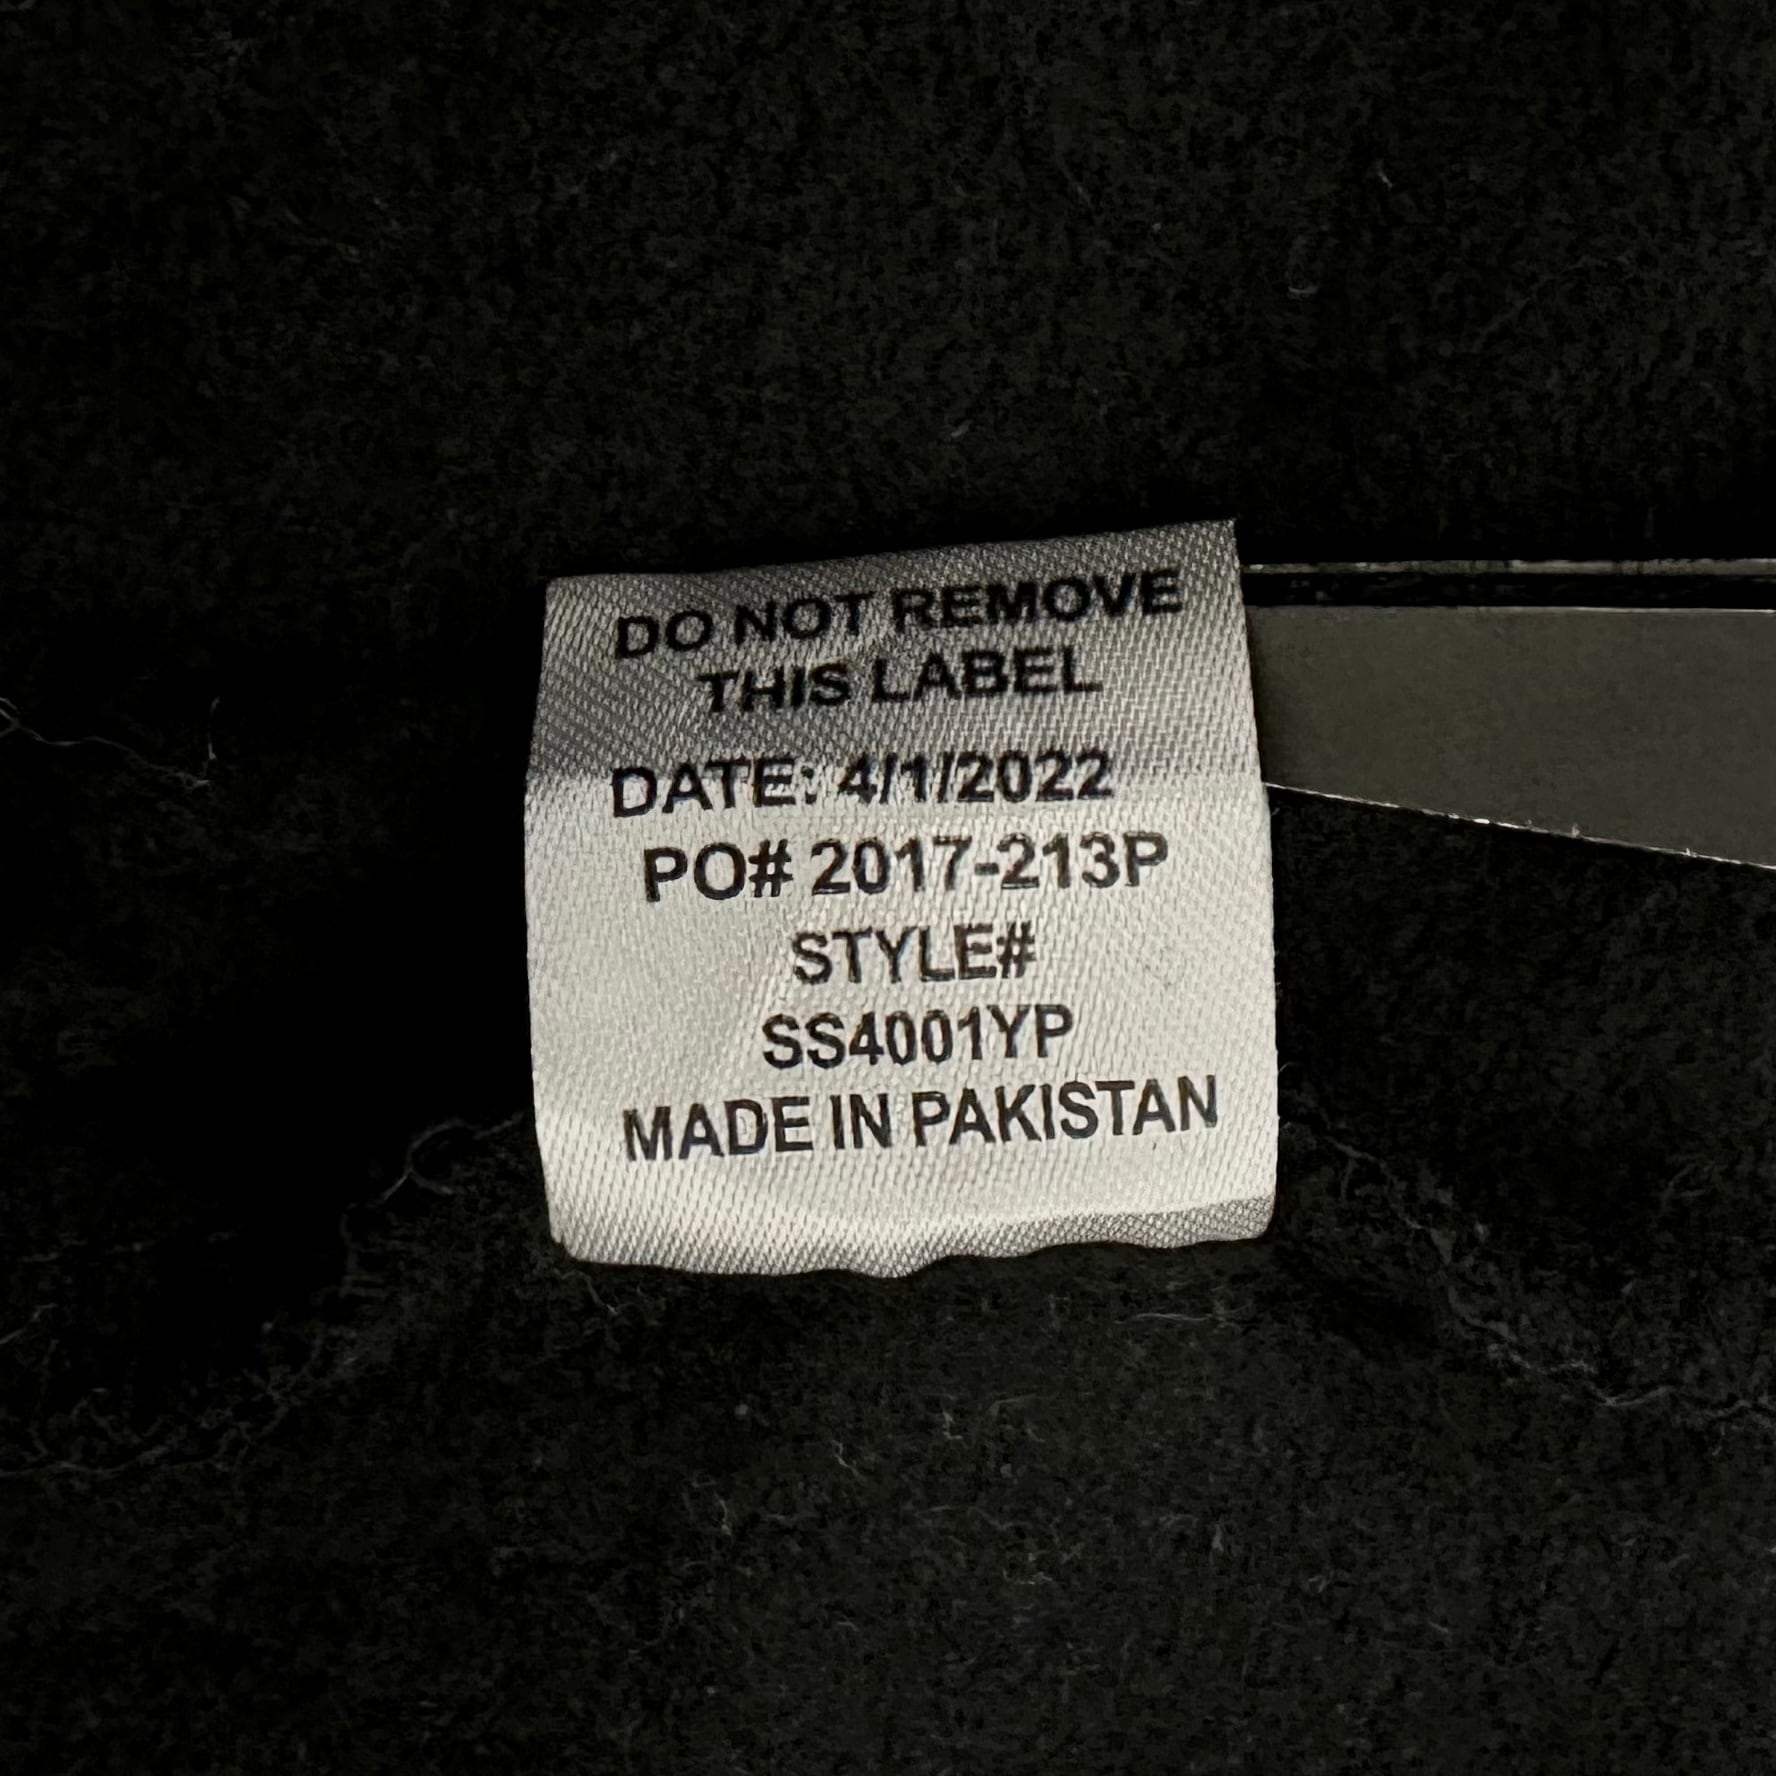 DO NOT REMOVE
THIS LABEL
DATE: 4/1/2022
PO# 2017-213P
STYLE#
SS4001YP
MADE IN PAKISTAN